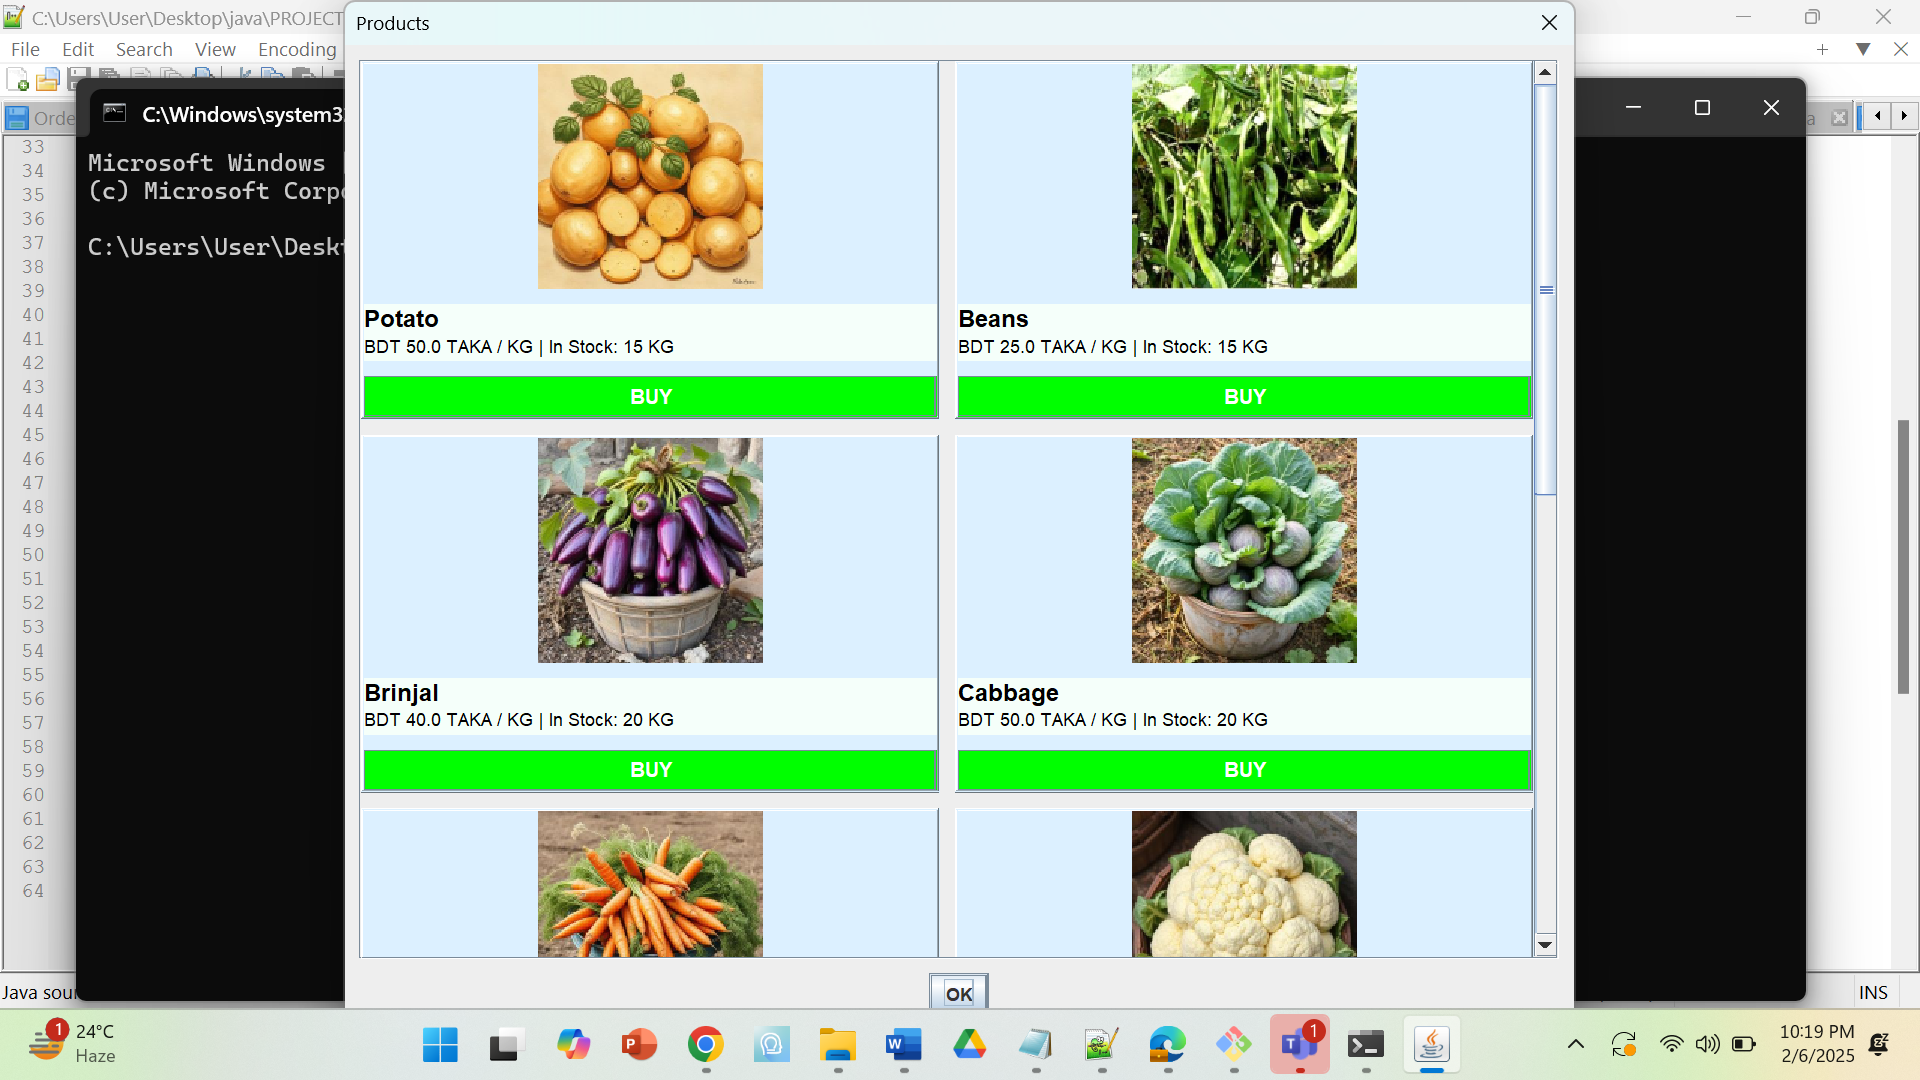 C:\Users\User\Desktop\java\PROJECT
Products
File Edit Search View Encoding
Orde
C:\Windows\system3
a
Microsoft Windows
(c) Microsoft Corpo
C:\Users\User\Deskt
33
34
35
36
37
38
39
40
41
42
43
44
45
46
47
48
49
50
51
52
53
54
55
56
57
58
59
60
61
62
63
64
Potato
BDT 50.0 TAKA / KG | In Stock: 15 KG
BUY
Beans
BDT 25.0 TAKA / KG | In Stock: 15 KG
BUY
Brinjal
BDT 40.0 TAKA / KG | In Stock: 20 KG
BUY
Cabbage
BDT 50.0 TAKA / KG | In Stock: 20 KG
BUY
OK
Java sou
INS
1
24°C
Haze
P
W
T
1
10:19 PM
2/6/2025